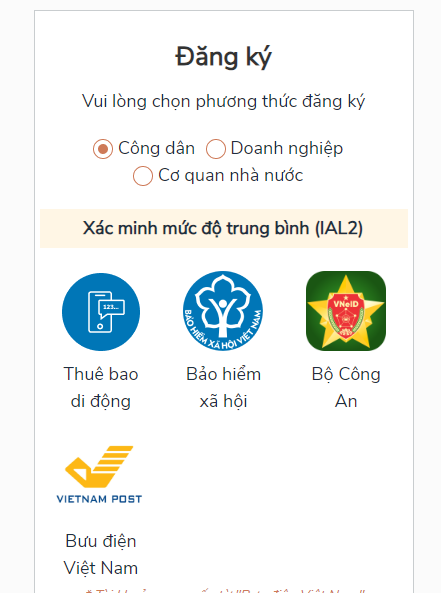 Đăng ký
Vui lòng chọn phương thức đăng ký
Công dân Doanh nghiệp
Cơ quan nhà nước
Xác minh mức độ trung bình (IAL2)
123...
BẢO HIỂM XÃ HỘI VIỆT NAM
VNeID
Thuê bao
di động
Bảo hiểm
xã hội
Bộ Công
An
VIETNAM POST
Bưu điện
Việt Nam